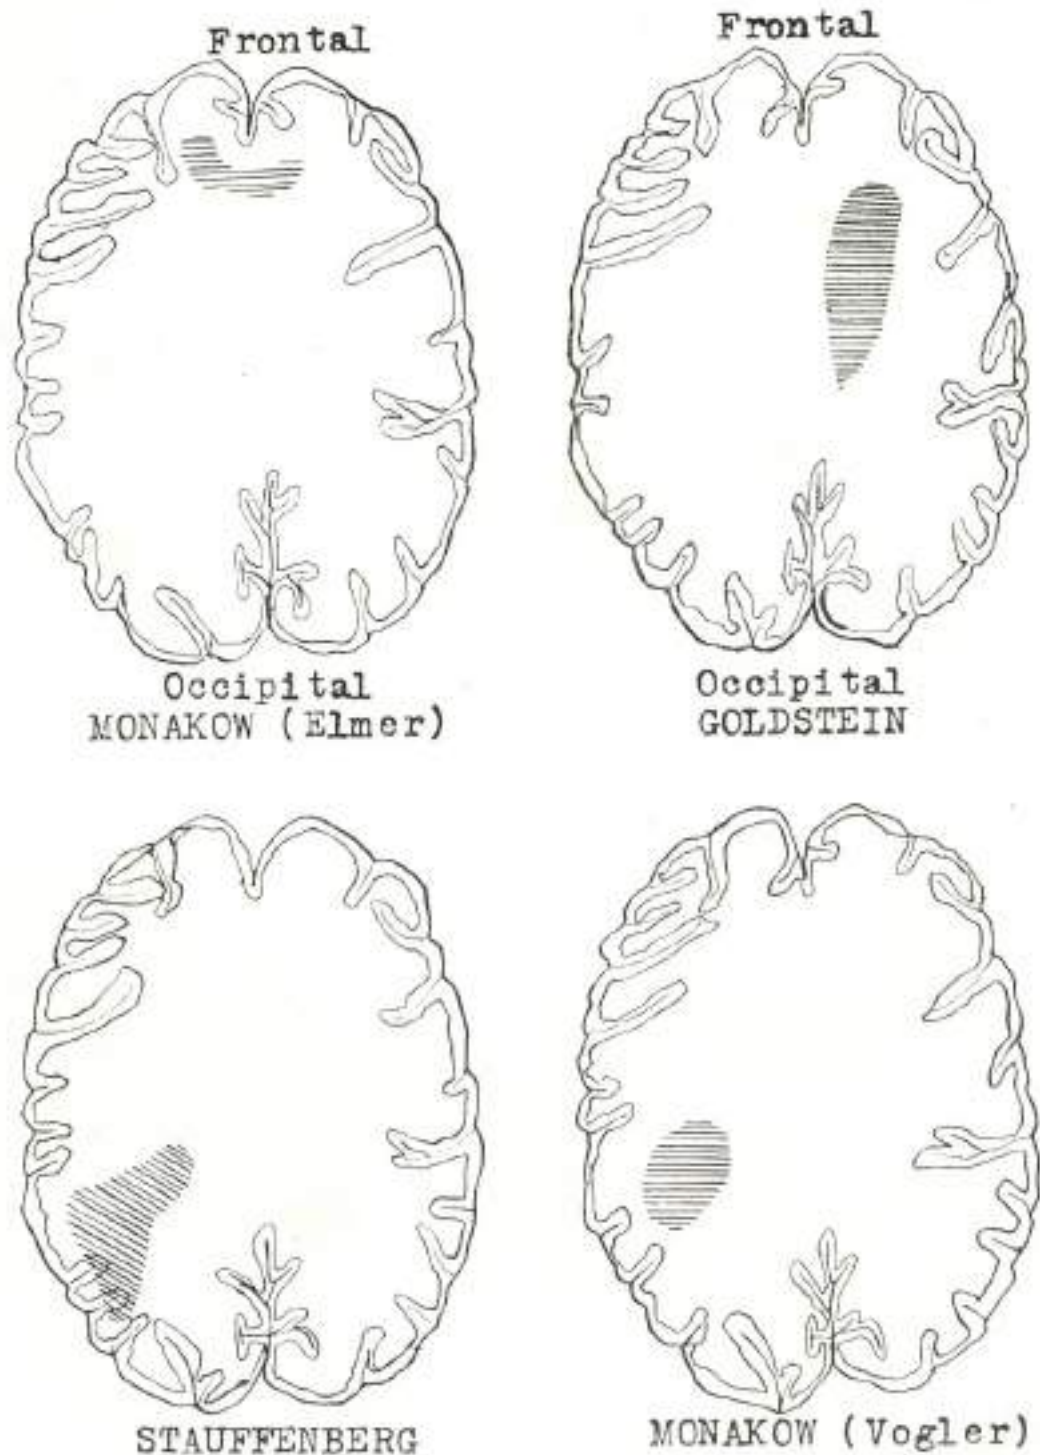 Frontal
Occipital
MONAKOW (Elmer)
Frontal
Occipital
GOLDSTEIN
STAUFFENBERG
MONAKOW (Vogler)